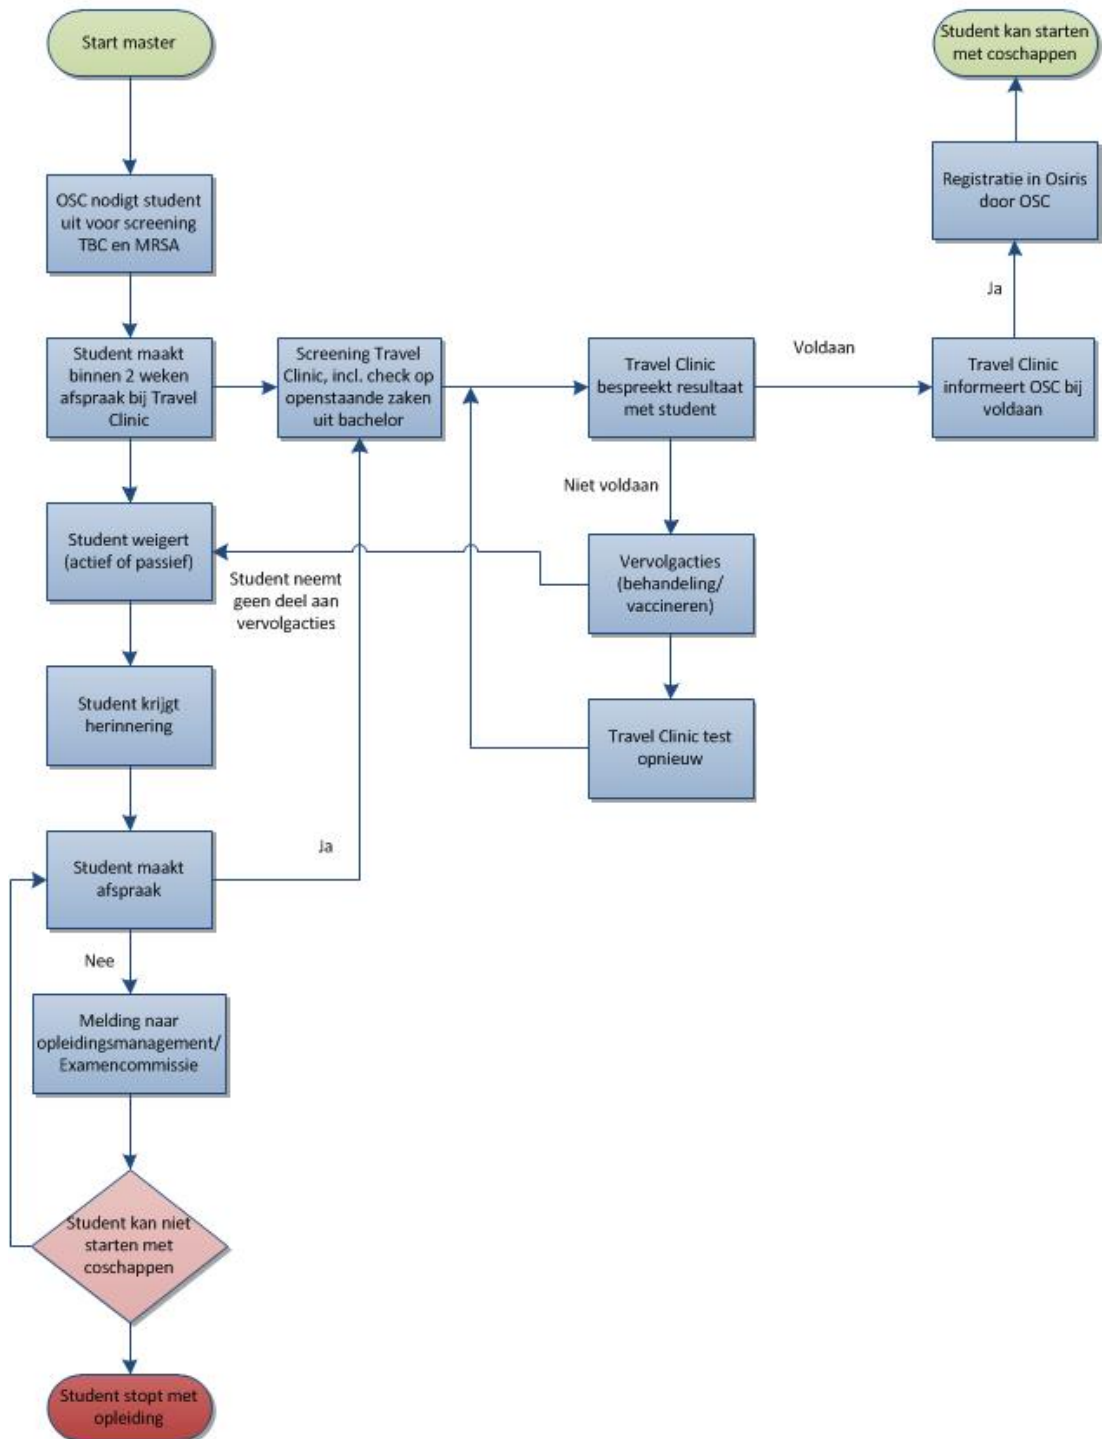 Start master
Student kan starten
met coschappen
OSC nodigt student
uit voor screening
TBC en MRSA
Registratie in Osiris
door OSC
Ja
Student maakt
binnen 2 weken
afspraak bij Travel
Clinic
Screening Travel
Clinic, incl. check op
openstaande zaken
uit bachelor
Travel Clinic
bespreekt resultaat
met student
Voldaan
Travel Clinic
informeert OSC bij
voldaan
Niet voldaan
Student weigert
(actief of passief)
Student neemt
geen deel aan
vervolgacties
Vervolgacties
(behandeling/
vaccineren)
Student krijgt
herinnering
Travel Clinic test
opnieuw
Student maakt
afspraak
Ja
Nee
Melding naar
opleidingsmanagement/
Examencommissie
Student kan niet
starten met
coschappen
Student stopt met
opleiding